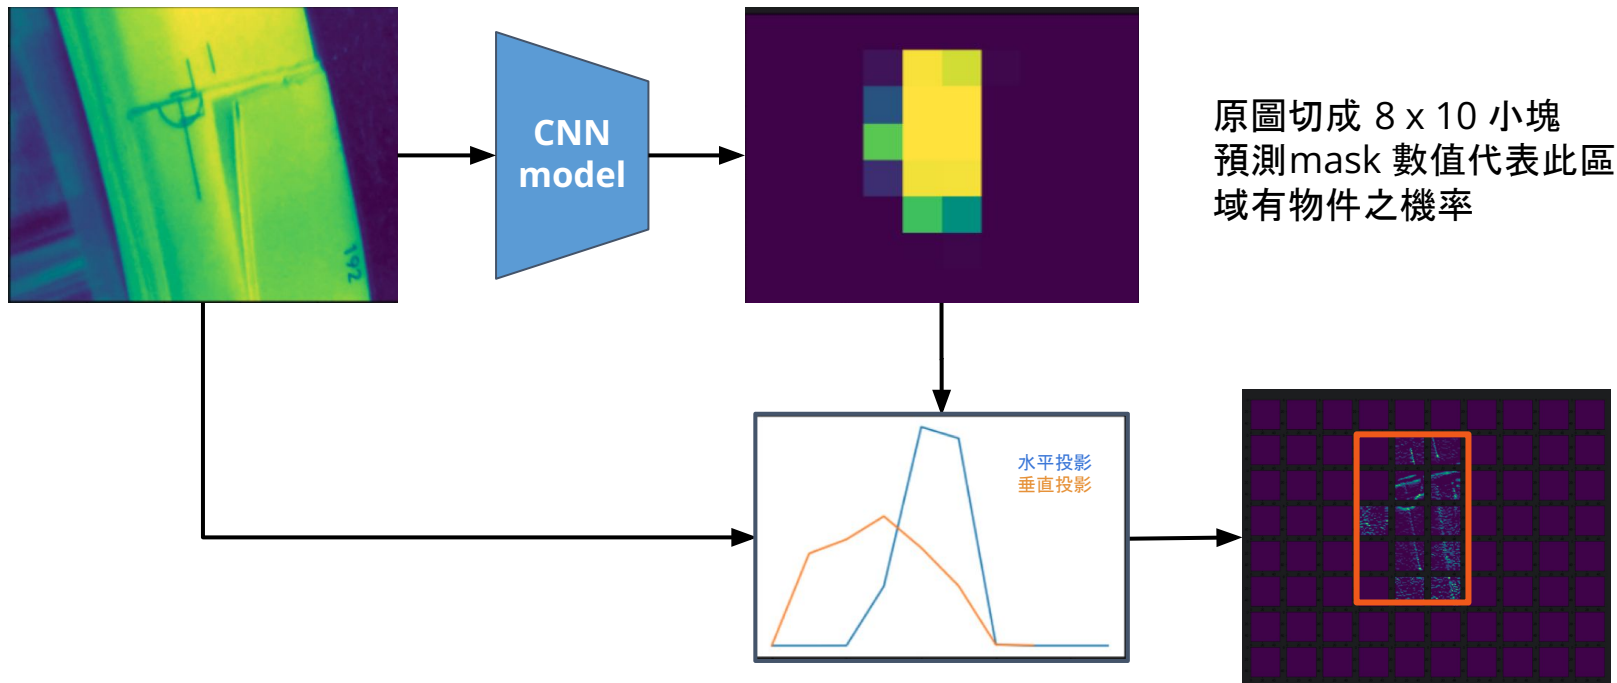 CNN
model
原圖切成 8 x 10 小塊
預測mask 數值代表此區
域有物件之機率
192
水平投影
垂直投影